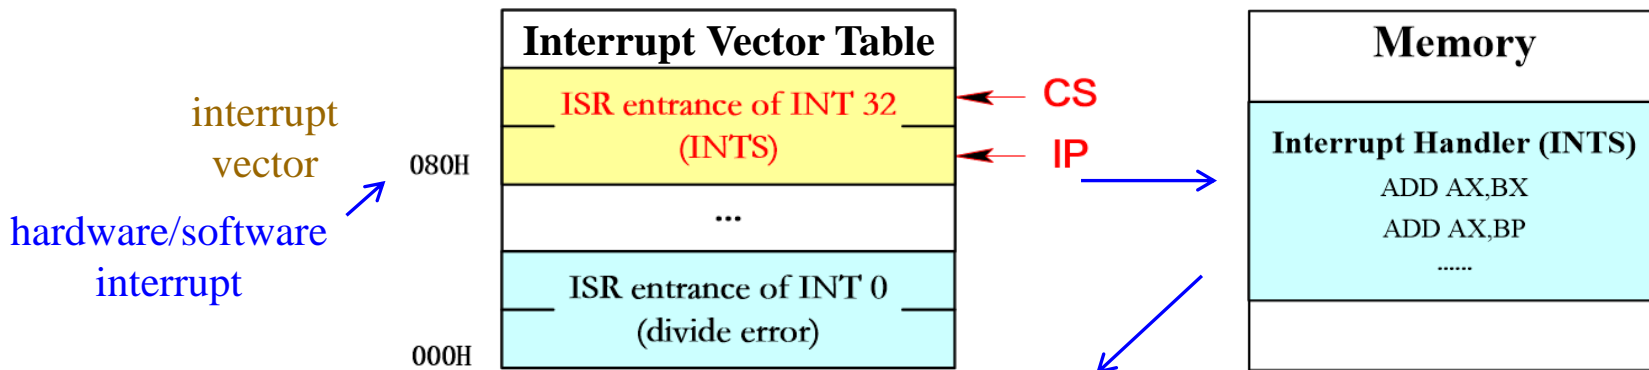 interrupt
vector
hardware/software
interrupt
Interrupt Vector Table
ISR entrance of INT 32
(INTS)
080H
...
ISR entrance of INT 0
(divide error)
000H
CS
IP
Memory
Interrupt Handler (INTS)
ADD AX,BX
ADD AX,BP
......